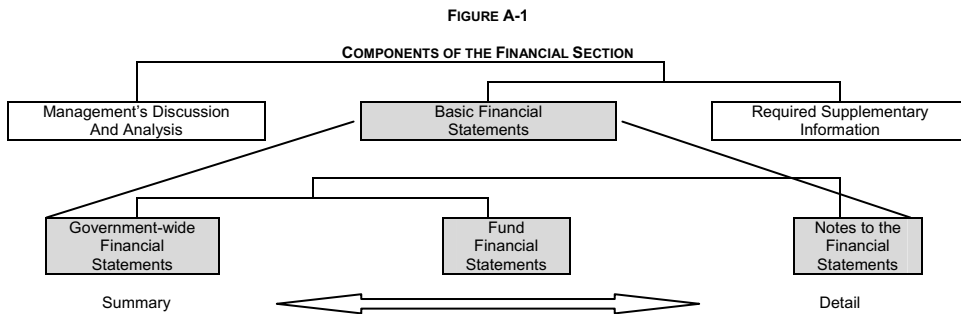 FIGURE A-1
COMPONENTS OF THE FINANCIAL SECTION
Management's Discussion
And Analysis
Basic Financial
Statements
Required Supplementary
Information
Government-wide
Financial
Statements
Fund
Financial
Statements
Notes to the
Financial
Statements
Summary
Detail